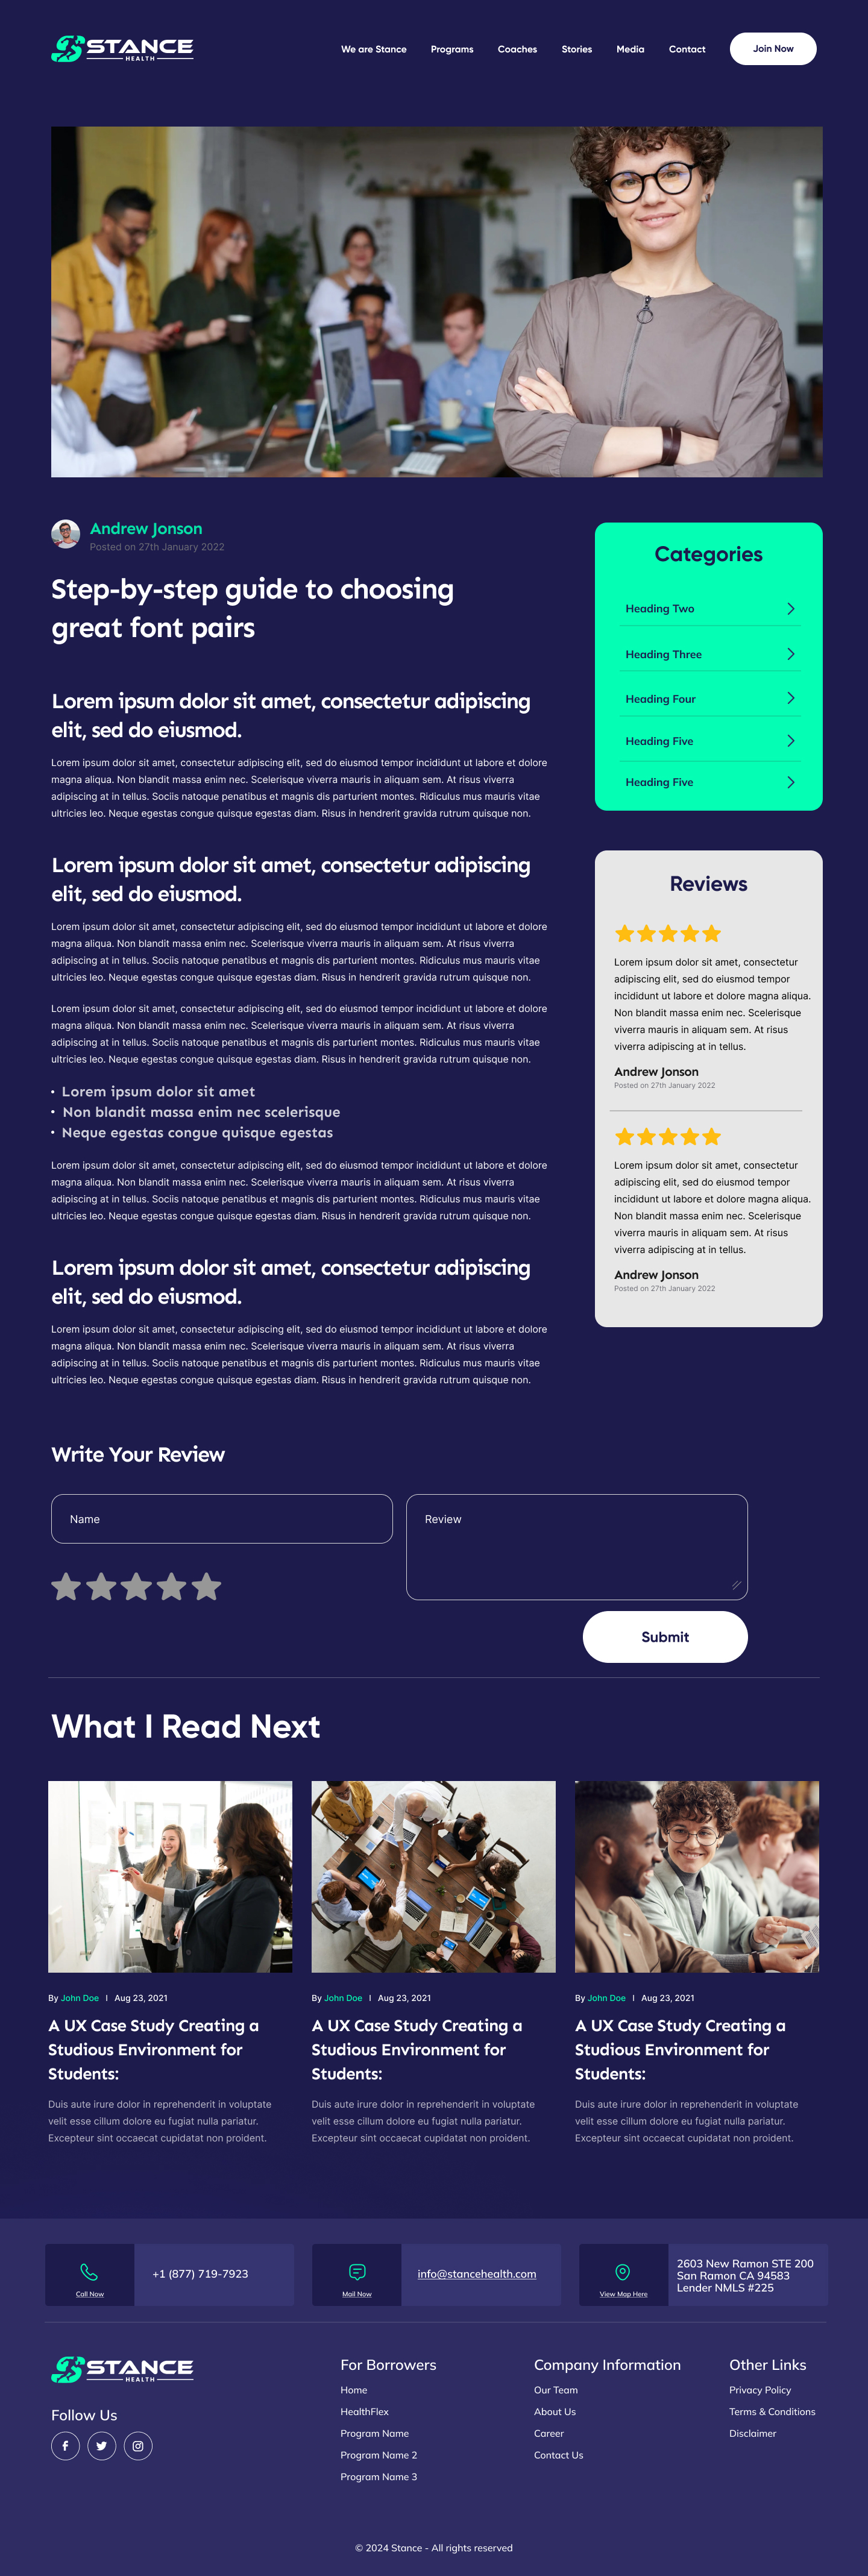 STANCE
HEALTH
We are Stance
Programs
Coaches
Stories
Media
Contact
Join Now
Andrew Jonson
Posted on 27th January 2022
Step-by-step guide to choosing
great font pairs
Lorem ipsum dolor sit amet, consectetur adipiscing
elit, sed do eiusmod.
Lorem ipsum dolor sit amet, consectetur adipiscing elit, sed do eiusmod tempor incididunt ut labore et dolore
magna aliqua. Non blandit massa enim nec. Scelerisque viverra mauris in aliquam sem. At risus viverra
adipiscing at in tellus. Sociis natoque penatibus et magnis dis parturient montes. Ridiculus mus mauris vitae
ultricies leo. Neque egestas congue quisque egestas diam. Risus in hendrerit gravida rutrum quisque non.
Lorem ipsum dolor sit amet, consectetur adipiscing
elit, sed do eiusmod.
Lorem ipsum dolor sit amet, consectetur adipiscing elit, sed do eiusmod tempor incididunt ut labore et dolore
magna aliqua. Non blandit massa enim nec. Scelerisque viverra mauris in aliquam sem. At risus viverra
adipiscing at in tellus. Sociis natoque penatibus et magnis dis parturient montes. Ridiculus mus mauris vitae
ultricies leo. Neque egestas congue quisque egestas diam. Risus in hendrerit gravida rutrum quisque non.
Lorem ipsum dolor sit amet, consectetur adipiscing elit, sed do eiusmod tempor incididunt ut labore et dolore
magna aliqua. Non blandit massa enim nec. Scelerisque viverra mauris in aliquam sem. At risus viverra
adipiscing at in tellus. Sociis natoque penatibus et magnis dis parturient montes. Ridiculus mus mauris vitae
ultricies leo. Neque egestas congue quisque egestas diam. Risus in hendrerit gravida rutrum quisque non.
• Lorem ipsum dolor sit amet
• Non blandit massa enim nec scelerisque
• Neque egestas congue quisque egestas
Lorem ipsum dolor sit amet, consectetur adipiscing elit, sed do eiusmod tempor incididunt ut labore et dolore
magna aliqua. Non blandit massa enim nec. Scelerisque viverra mauris in aliquam sem. At risus viverra
adipiscing at in tellus. Sociis natoque penatibus et magnis dis parturient montes. Ridiculus mus mauris vitae
ultricies leo. Neque egestas congue quisque egestas diam. Risus in hendrerit gravida rutrum quisque non.
Lorem ipsum dolor sit amet, consectetur adipiscing
elit, sed do eiusmod.
Lorem ipsum dolor sit amet, consectetur adipiscing elit, sed do eiusmod tempor incididunt ut labore et dolore
magna aliqua. Non blandit massa enim nec. Scelerisque viverra mauris in aliquam sem. At risus viverra
adipiscing at in tellus. Sociis natoque penatibus et magnis dis parturient montes. Ridiculus mus mauris vitae
ultricies leo. Neque egestas congue quisque egestas diam. Risus in hendrerit gravida rutrum quisque non.
Categories
Heading Two
Heading Three
Heading Four
Heading Five
Heading Five
Reviews
Lorem ipsum dolor sit amet, consectetur
adipiscing elit, sed do eiusmod tempor
incididunt ut labore et dolore magna aliqua.
Non blandit massa enim nec. Scelerisque
viverra mauris in aliquam sem. At risus
viverra adipiscing at in tellus.
Andrew Jonson
Posted on 27th January 2022
Lorem ipsum dolor sit amet, consectetur
adipiscing elit, sed do eiusmod tempor
incididunt ut labore et dolore magna aliqua.
Non blandit massa enim nec. Scelerisque
viverra mauris in aliquam sem. At risus
viverra adipiscing at in tellus.
Andrew Jonson
Posted on 27th January 2022
Write Your Review
Name
Review
Submit
What I Read Next
By John Doe | Aug 23, 2021
A UX Case Study Creating a
Studious Environment for
Students:
Duis aute irure dolor in reprehenderit in voluptate
velit esse cillum dolore eu fugiat nulla pariatur.
Excepteur sint occaecat cupidatat non proident.
By John Doe | Aug 23, 2021
A UX Case Study Creating a
Studious Environment for
Students:
Duis aute irure dolor in reprehenderit in voluptate
velit esse cillum dolore eu fugiat nulla pariatur.
Excepteur sint occaecat cupidatat non proident.
By John Doe | Aug 23, 2021
A UX Case Study Creating a
Studious Environment for
Students:
Duis aute irure dolor in reprehenderit in voluptate
velit esse cillum dolore eu fugiat nulla pariatur.
Excepteur sint occaecat cupidatat non proident.
Call Now
+1 (877) 719-7923
Mail Now
info@stancehealth.com
View Map Here
2603 New Ramon STE 200
San Ramon CA 94583
Lender NMLS #225
STANCE
HEALTH
Follow Us
For Borrowers
Home
HealthFlex
Program Name
Program Name 2
Program Name 3
Company Information
Our Team
About Us
Career
Contact Us
Other Links
Privacy Policy
Terms & Conditions
Disclaimer
© 2024 Stance - All rights reserved